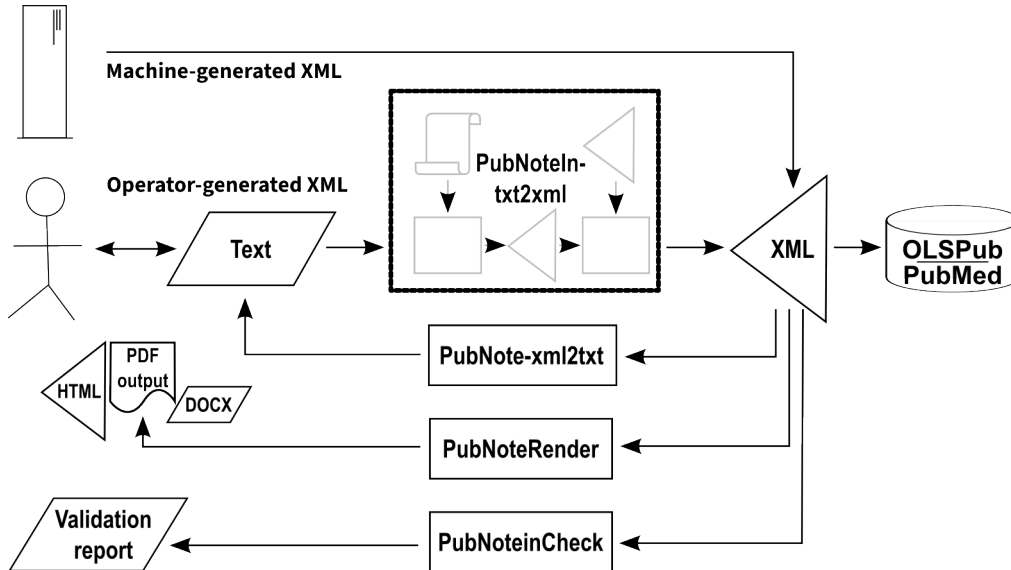 Machine-generated XML
Operator-generated XML
PubNoteIn-
txt2xml
Text
XML
OLSPub
PubMed
PubNote-xml2txt
HTML
PDF
output
DOCX
PubNoteRender
Validation
report
PubNoteinCheck